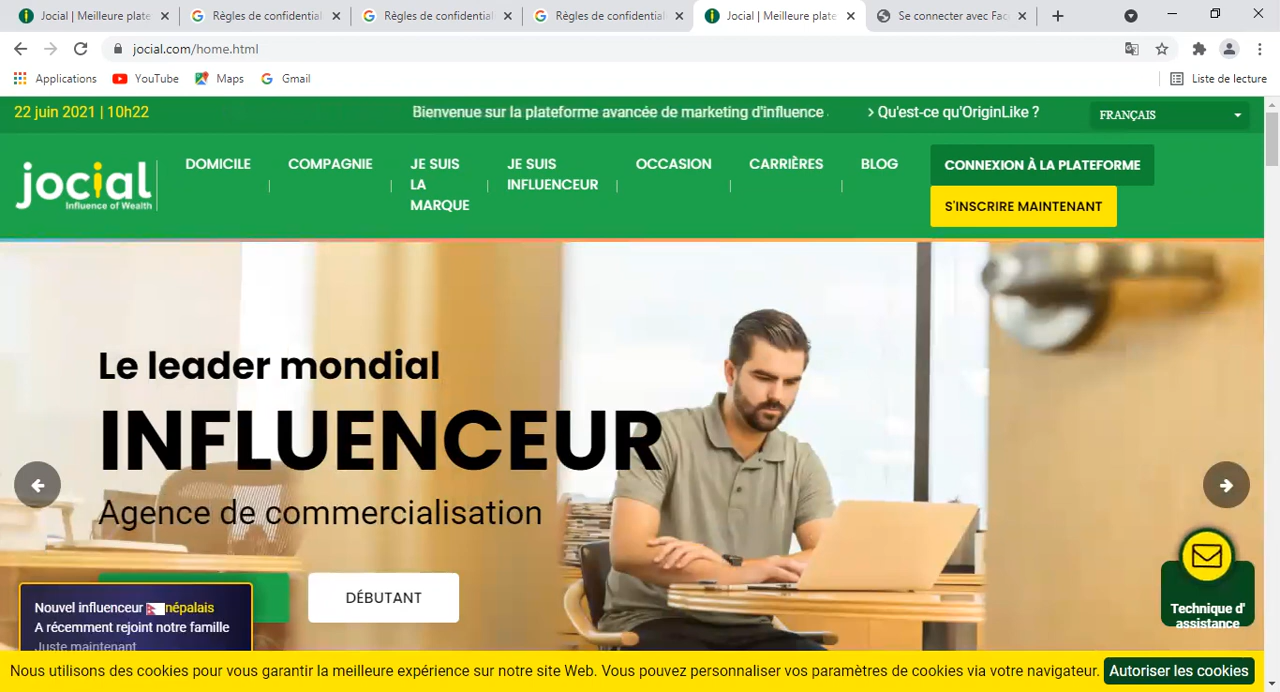 Jocial | Meilleure plate
Règles de confidential
Règles de confidential
Règles de confidential
Jocial | Meilleure plate
Se connecter avec Fac
jocial.com/home.html
Applications
YouTube
Maps
Gmail
Liste de lecture
22 juin 2021 | 10h22
Bienvenue sur la plateforme avancée de marketing d'influence
> Qu'est-ce qu'OriginLike ?
FRANÇAIS
jocial
Influence of Wealth
DOMICILE
COMPAGNIE
JE SUIS
LA
MARQUE
JE SUIS
INFLUENCEUR
OCCASION
CARRIÈRES
BLOG
CONNEXION À LA PLATEFORME
S'INSCRIRE MAINTENANT
Le leader mondial
INFLUENCEUR
Agence de commercialisation
DÉBUTANT
Nouvel influenceur népalais
A récemment rejoint notre famille
Juste maintenant
Technique d'
assistance
Nous utilisons des cookies pour vous garantir la meilleure expérience sur notre site Web. Vous pouvez personnaliser vos paramètres de cookies via votre navigateur.
Autoriser les cookies